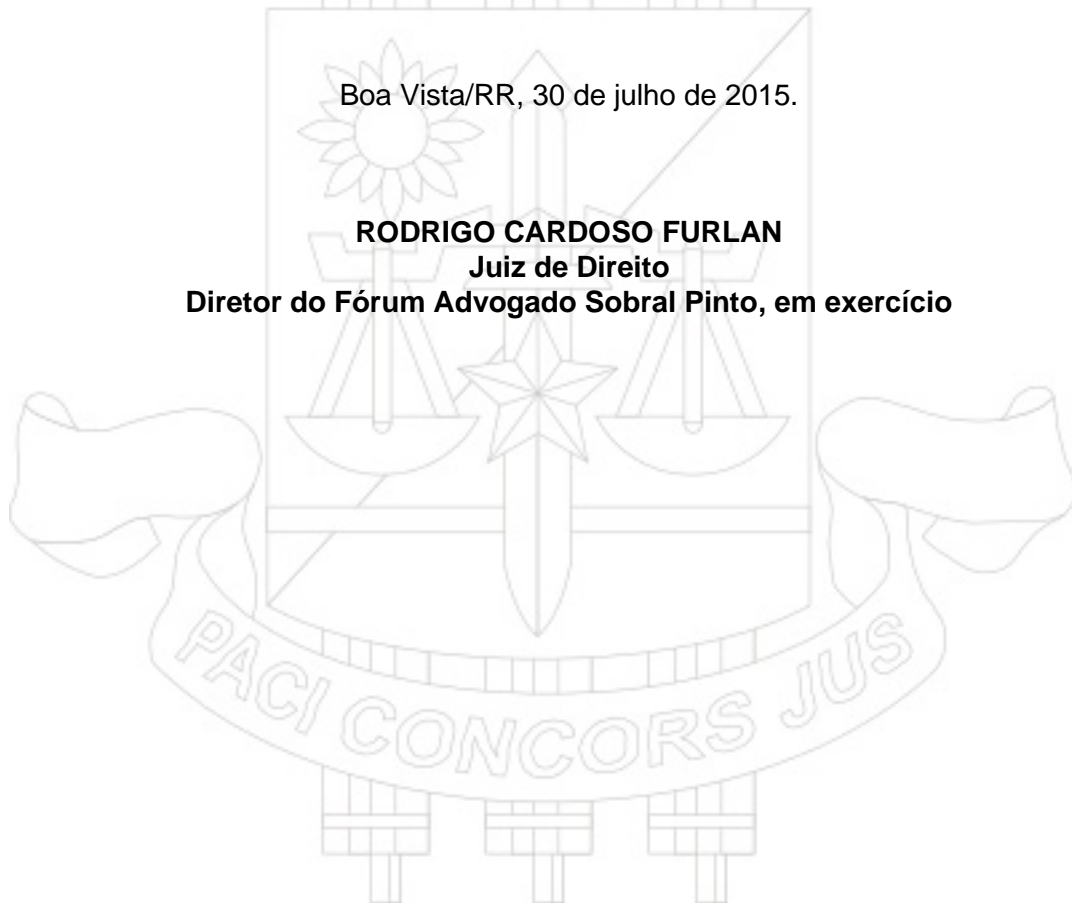 Boa Vista/RR, 30 de julho de 2015.
RODRIGO CARDOSO FURLAN
Juiz de Direito
Diretor do Fórum Advogado Sobral Pinto, em exercício
PACI CONCORS JUS